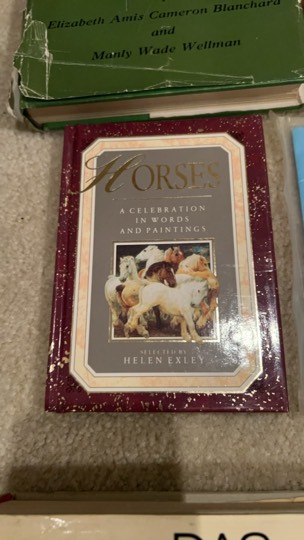 Elizabeth Amis Cameron Blanchard
and
Manly Wade Wellman
HORSES
A CELEBRATION
IN WORDS
AND PAINTINGS
SELECTED BY
HELEN EXLEY